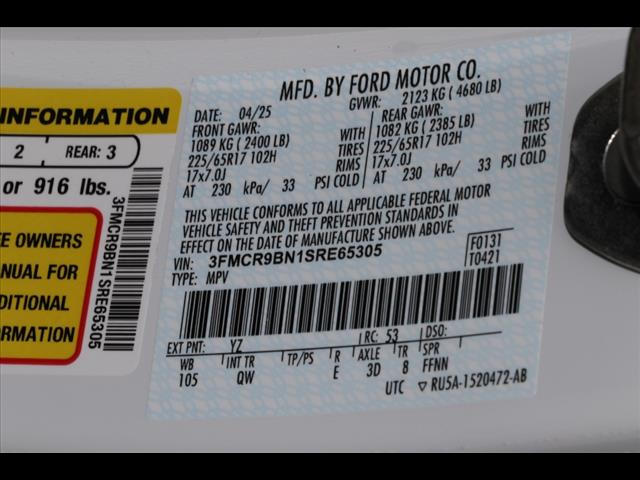 INFORMATION
2 REAR: 3
or 916 lbs.
OWNERS
MANUAL FOR
FORMATION
3FMCR9BN1SRE65305
MFD. BY FORD MOTOR CO.
DATE: 04/25 GVWR: 2123 KG ( 4680 LB)
FRONT GAWR: REAR GAWR:
1089 KG ( 2400 LB) WITH 1082 KG ( 2385 LB) WITH
225/65R17 102H TIRES 225/65R17 102H TIRES
17x7.0J RIMS 17x7.0J RIMS
AT 230 kPa/ 33 PSI COLD AT 230 kPa/ 33 PSI COLD
THIS VEHICLE CONFORMS TO ALL APPLICABLE FEDERAL MOTOR
VEHICLE SAFETY AND THEFT PREVENTION STANDARDS IN
EFFECT ON THE DATE OF MANUFACTURE SHOWN ABOVE.
VIN: 3FMCR9BN1SRE65305 F0131
TYPE: MPV T0421
EXT PNT: YZ RC: 53 DSO:
WB INT TR TP/PS R AXLE TR SPR
105 QW E 3D 8 FFNN
UTC ▽ RU5A-1520472-AB